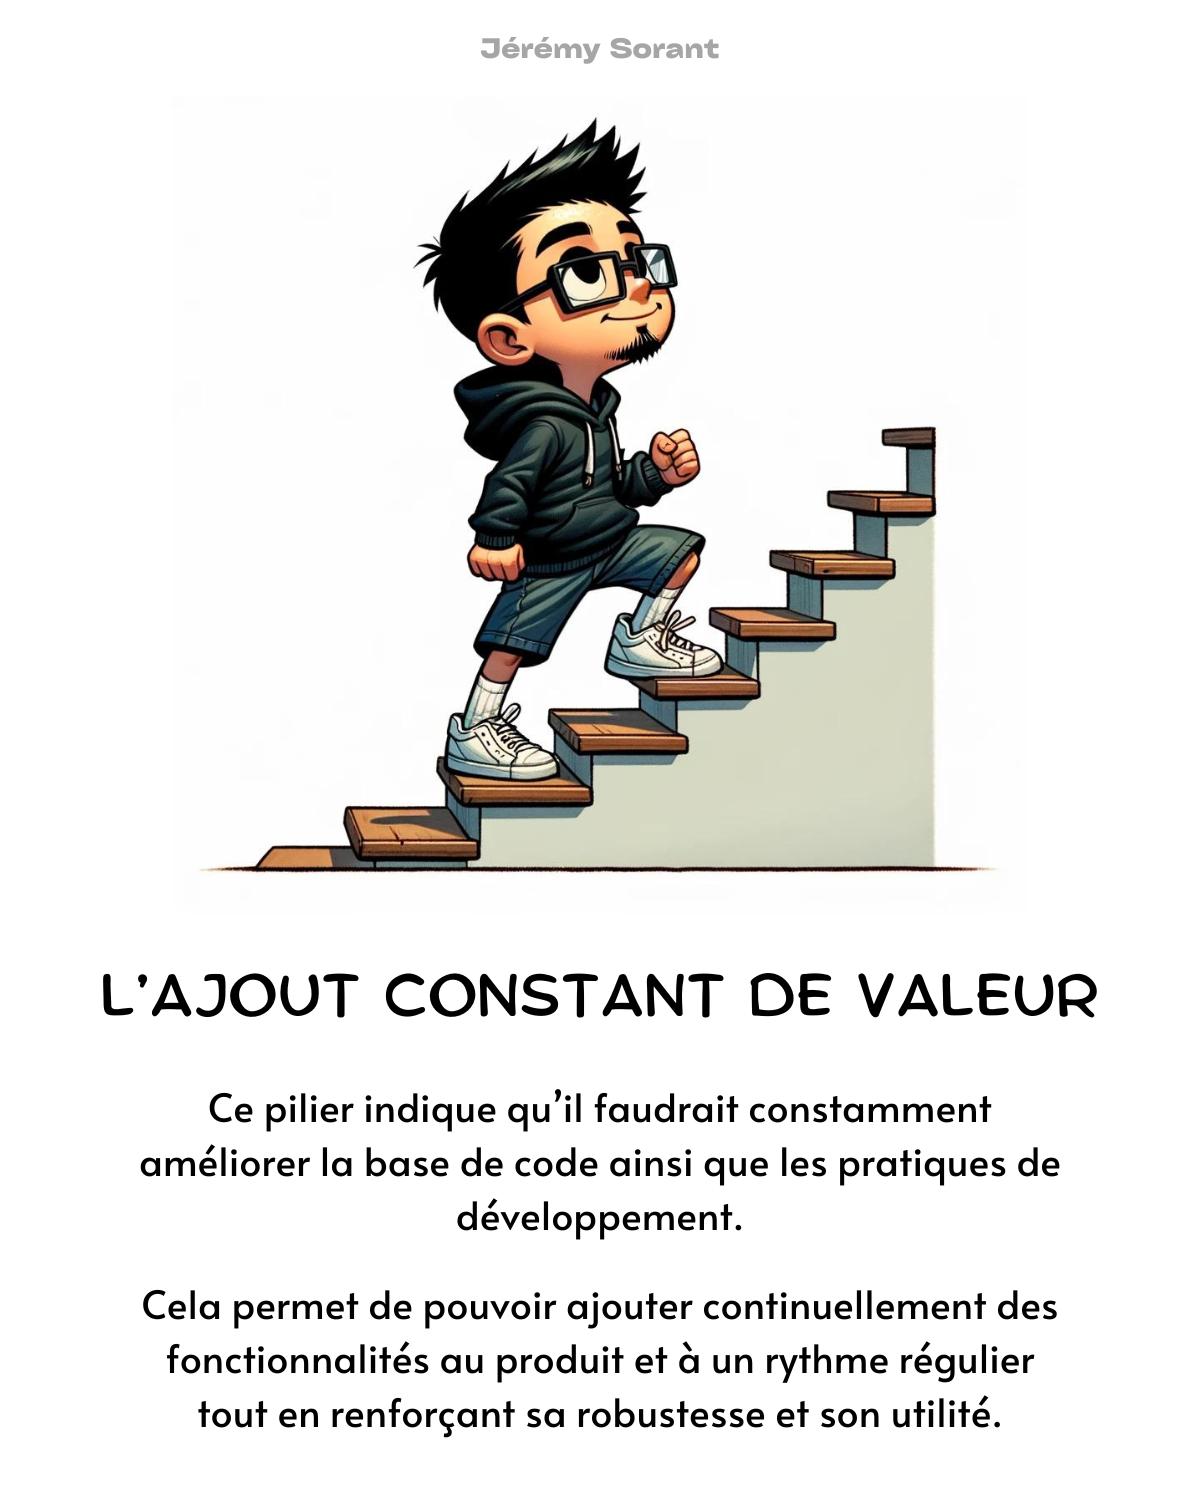 Jérémy Sorant
L'AJOUT CONSTANT DE VALEUR
Ce pilier indique qu'il faudrait constamment
améliorer la base de code ainsi que les pratiques de
développement.
Cela permet de pouvoir ajouter continuellement des
fonctionnalités au produit et à un rythme régulier
tout en renforçant sa robustesse et son utilité.